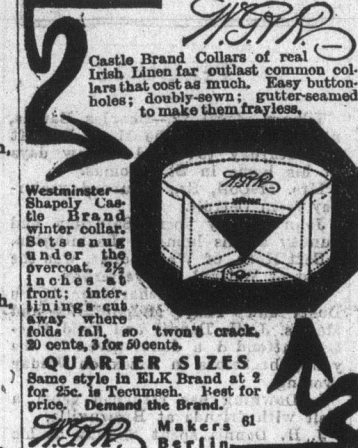 W.G.&R.
Castle Brand Collars of real
Irish Linen far outlast common col-
lars that cost as much. Easy button-
holes; doubly-sewn; gutter-seamed
to make them frayless.
W.G.&R.
Westminster—
Shapely Cas-
tle Brand
winter collar.
Sets snug
under the
overcoat. 2½
inches at
front; inter-
linings cut
away where
folds fall, so 'twon't crack,
20 cents, 3 for 50 cents.
QUARTER SIZES
Same style in ELK Brand at 2
for 25c. is Tecumseh. Best for
price. Demand the Brand.
W.G.&R. Makers 61
Berlin